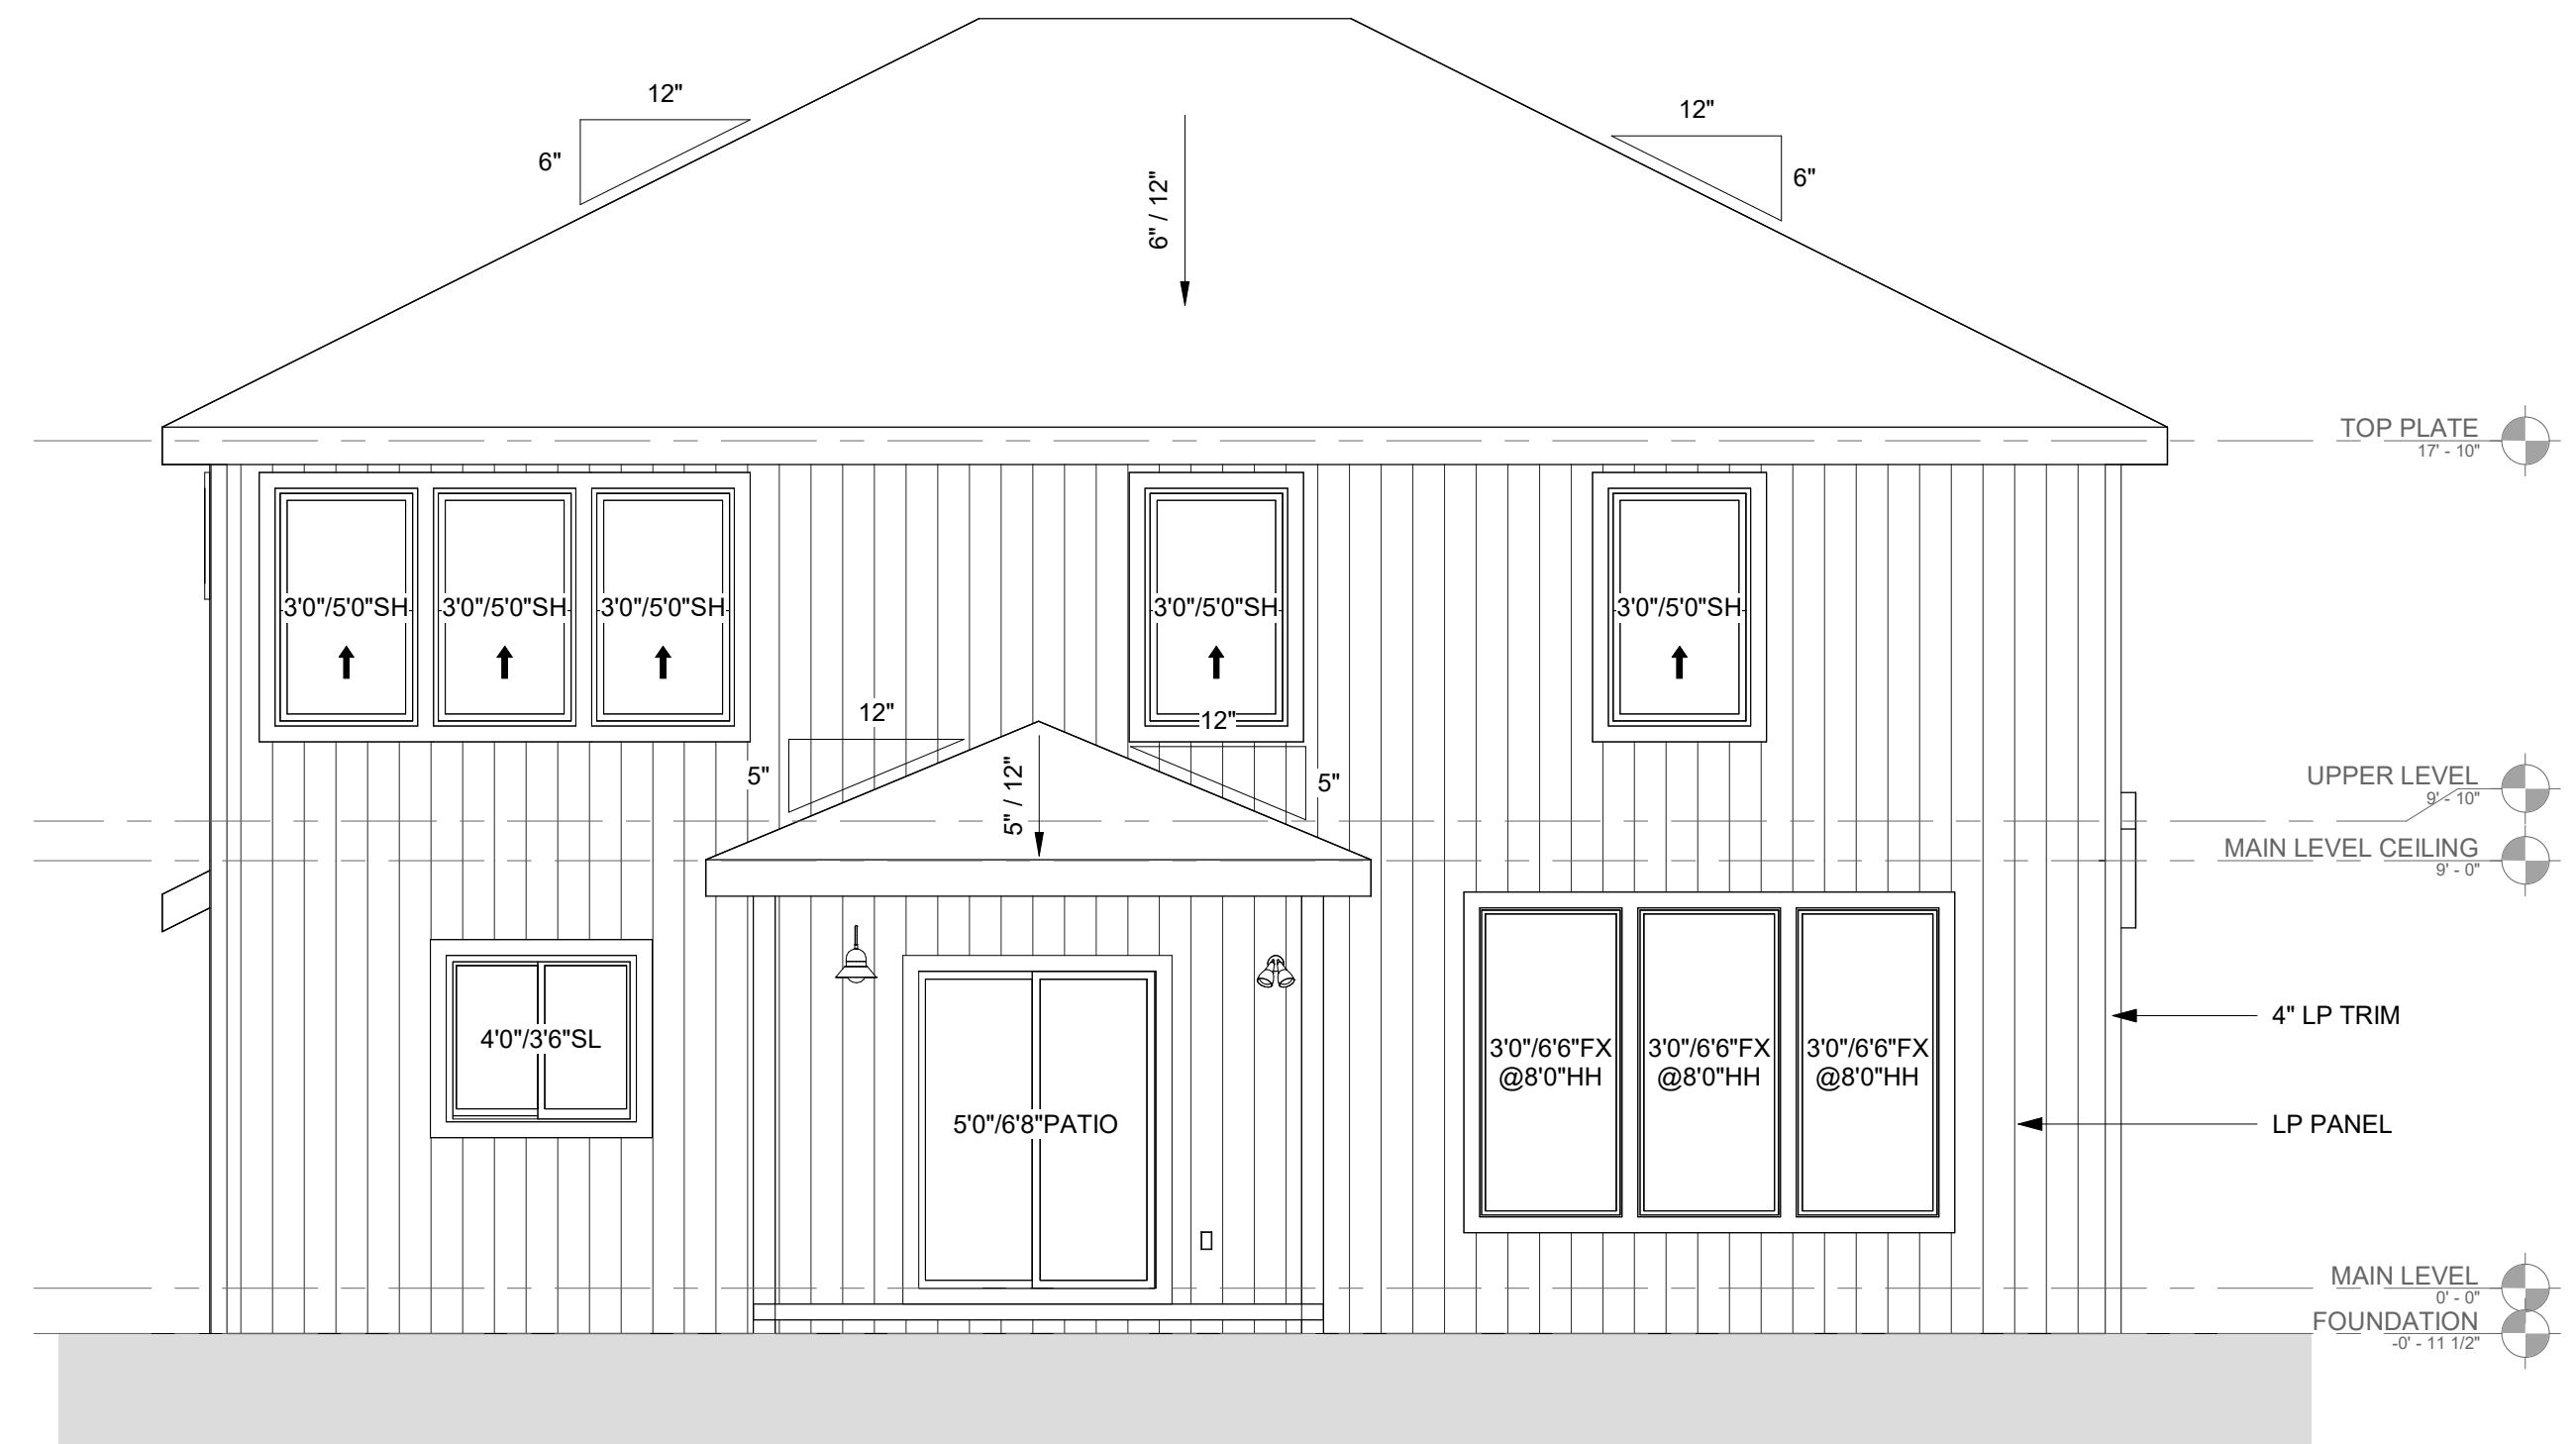 12"
6"
12"
6"
6" / 12"
TOP PLATE
17' - 10"
3'0"/5'0"SH
3'0"/5'0"SH
3'0"/5'0"SH
3'0"/5'0"SH
3'0"/5'0"SH
12"
5"
12"
5"
5" / 12"
UPPER LEVEL
9' - 10"
MAIN LEVEL CEILING
9' - 0"
4'0"/3'6"SL
5'0"/6'8"PATIO
3'0"/6'6"FX
@8'0"HH
3'0"/6'6"FX
@8'0"HH
3'0"/6'6"FX
@8'0"HH
4" LP TRIM
LP PANEL
MAIN LEVEL
0' - 0"
FOUNDATION
-0' - 11 1/2"